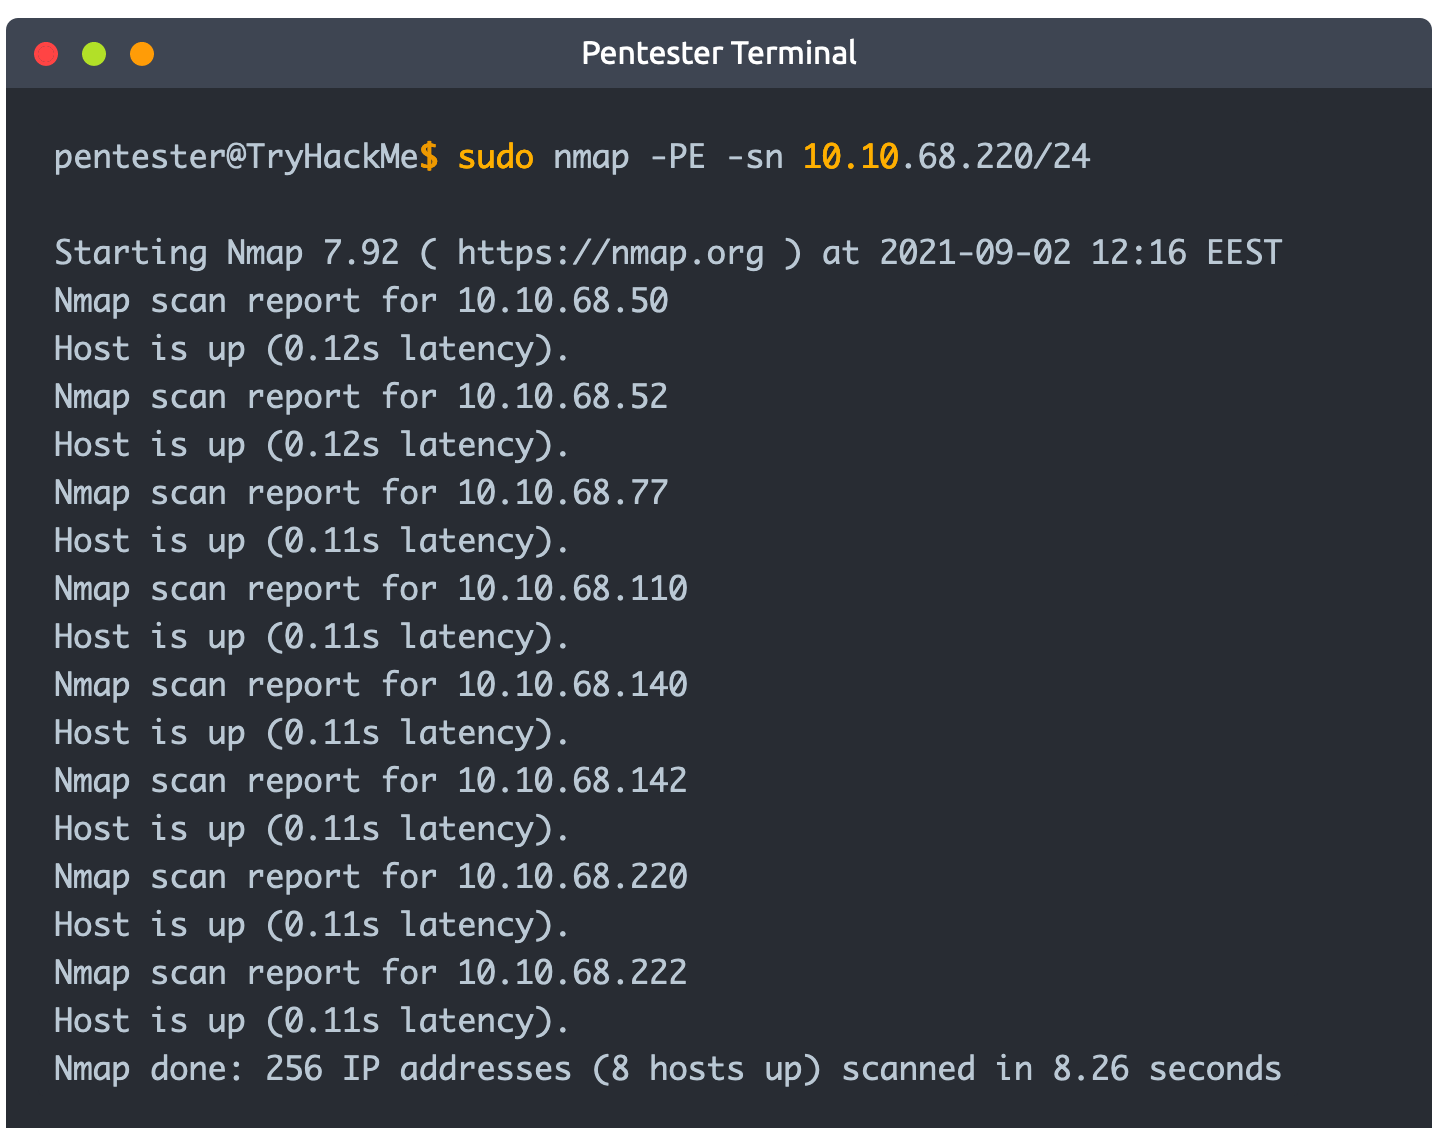 Pentester Terminal
pentester@TryHackMe$ sudo nmap -PE -sn 10.10.68.220/24
Starting Nmap 7.92 ( https://nmap.org ) at 2021-09-02 12:16 EEST
Nmap scan report for 10.10.68.50
Host is up (0.12s latency).
Nmap scan report for 10.10.68.52
Host is up (0.12s latency).
Nmap scan report for 10.10.68.77
Host is up (0.11s latency).
Nmap scan report for 10.10.68.110
Host is up (0.11s latency).
Nmap scan report for 10.10.68.140
Host is up (0.11s latency).
Nmap scan report for 10.10.68.142
Host is up (0.11s latency).
Nmap scan report for 10.10.68.220
Host is up (0.11s latency).
Nmap scan report for 10.10.68.222
Host is up (0.11s latency).
Nmap done: 256 IP addresses (8 hosts up) scanned in 8.26 seconds